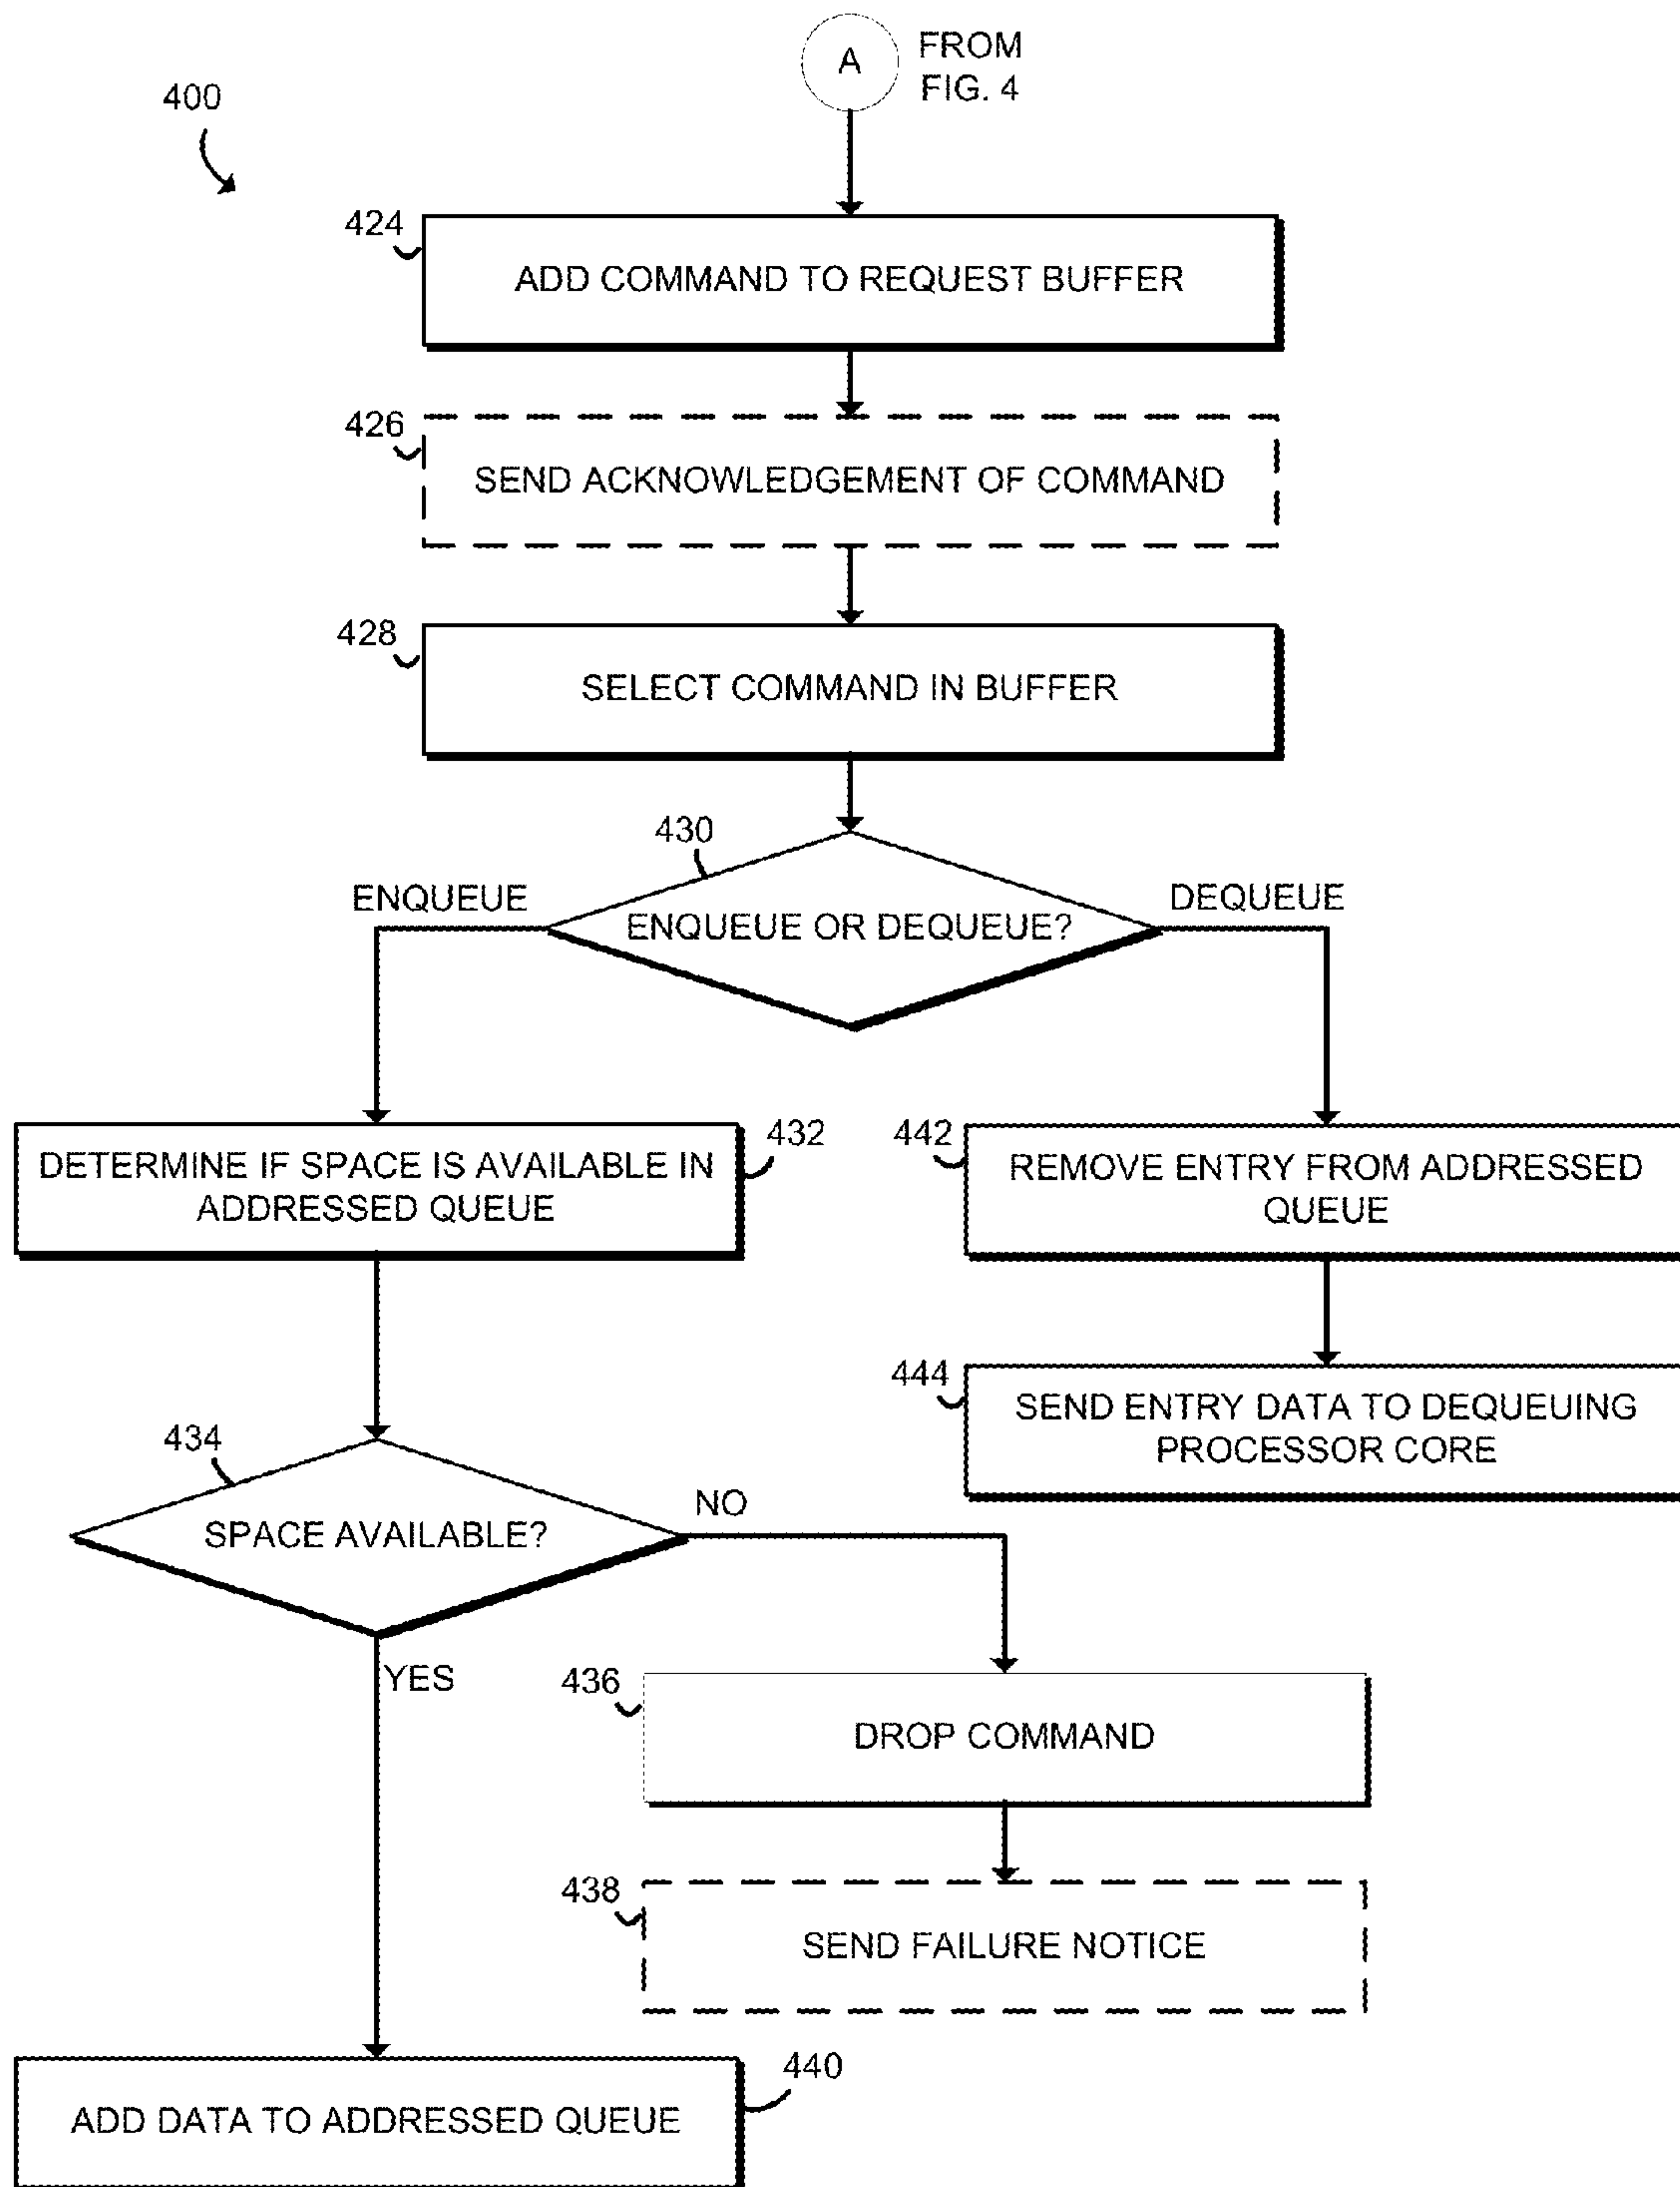 A
FROM
FIG. 4
400
424
ADD COMMAND TO REQUEST BUFFER
426
SEND ACKNOWLEDGEMENT OF COMMAND
428
SELECT COMMAND IN BUFFER
430
ENQUEUE
ENQUEUE OR DEQUEUE?
DEQUEUE
432
DETERMINE IF SPACE IS AVAILABLE IN
ADDRESSED QUEUE
442
REMOVE ENTRY FROM ADDRESSED
QUEUE
444
SEND ENTRY DATA TO DEQUEUING
PROCESSOR CORE
434
SPACE AVAILABLE?
NO
YES
436
DROP COMMAND
438
SEND FAILURE NOTICE
440
ADD DATA TO ADDRESSED QUEUE